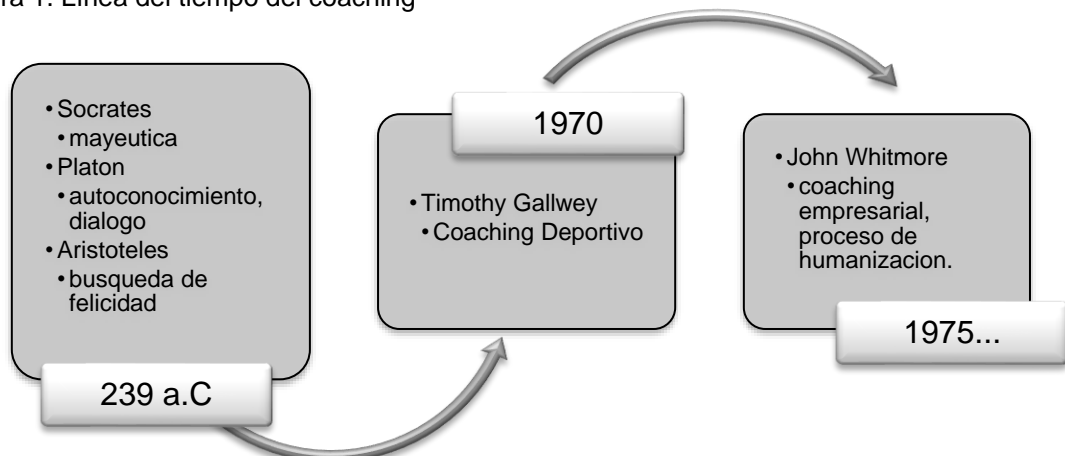 ra 1. Línea del tiempo del coaching
• Socrates
• mayeutica
• Platon
• autoconocimiento,
dialogo
• Aristoteles
• busqueda de
felicidad
239 a.C
1970
• Timothy Gallwey
• Coaching Deportivo
• John Whitmore
• coaching
empresarial,
proceso de
humanizacion.
1975...